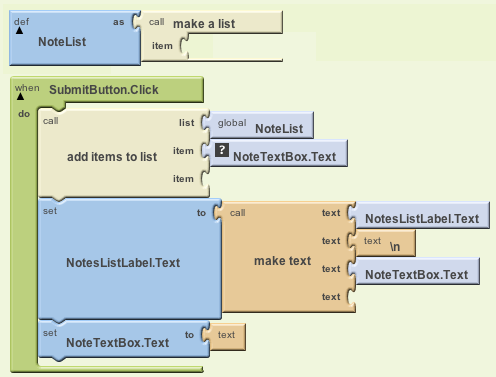 def as call make a list
NoteList item
when SubmitButton.Click
do call list global NoteList
add items to list item ? NoteTextBox.Text
item
set to call text NotesListLabel.Text
NotesListLabel.Text make text text text \n
text NoteTextBox.Text
text
set to text
NoteTextBox.Text